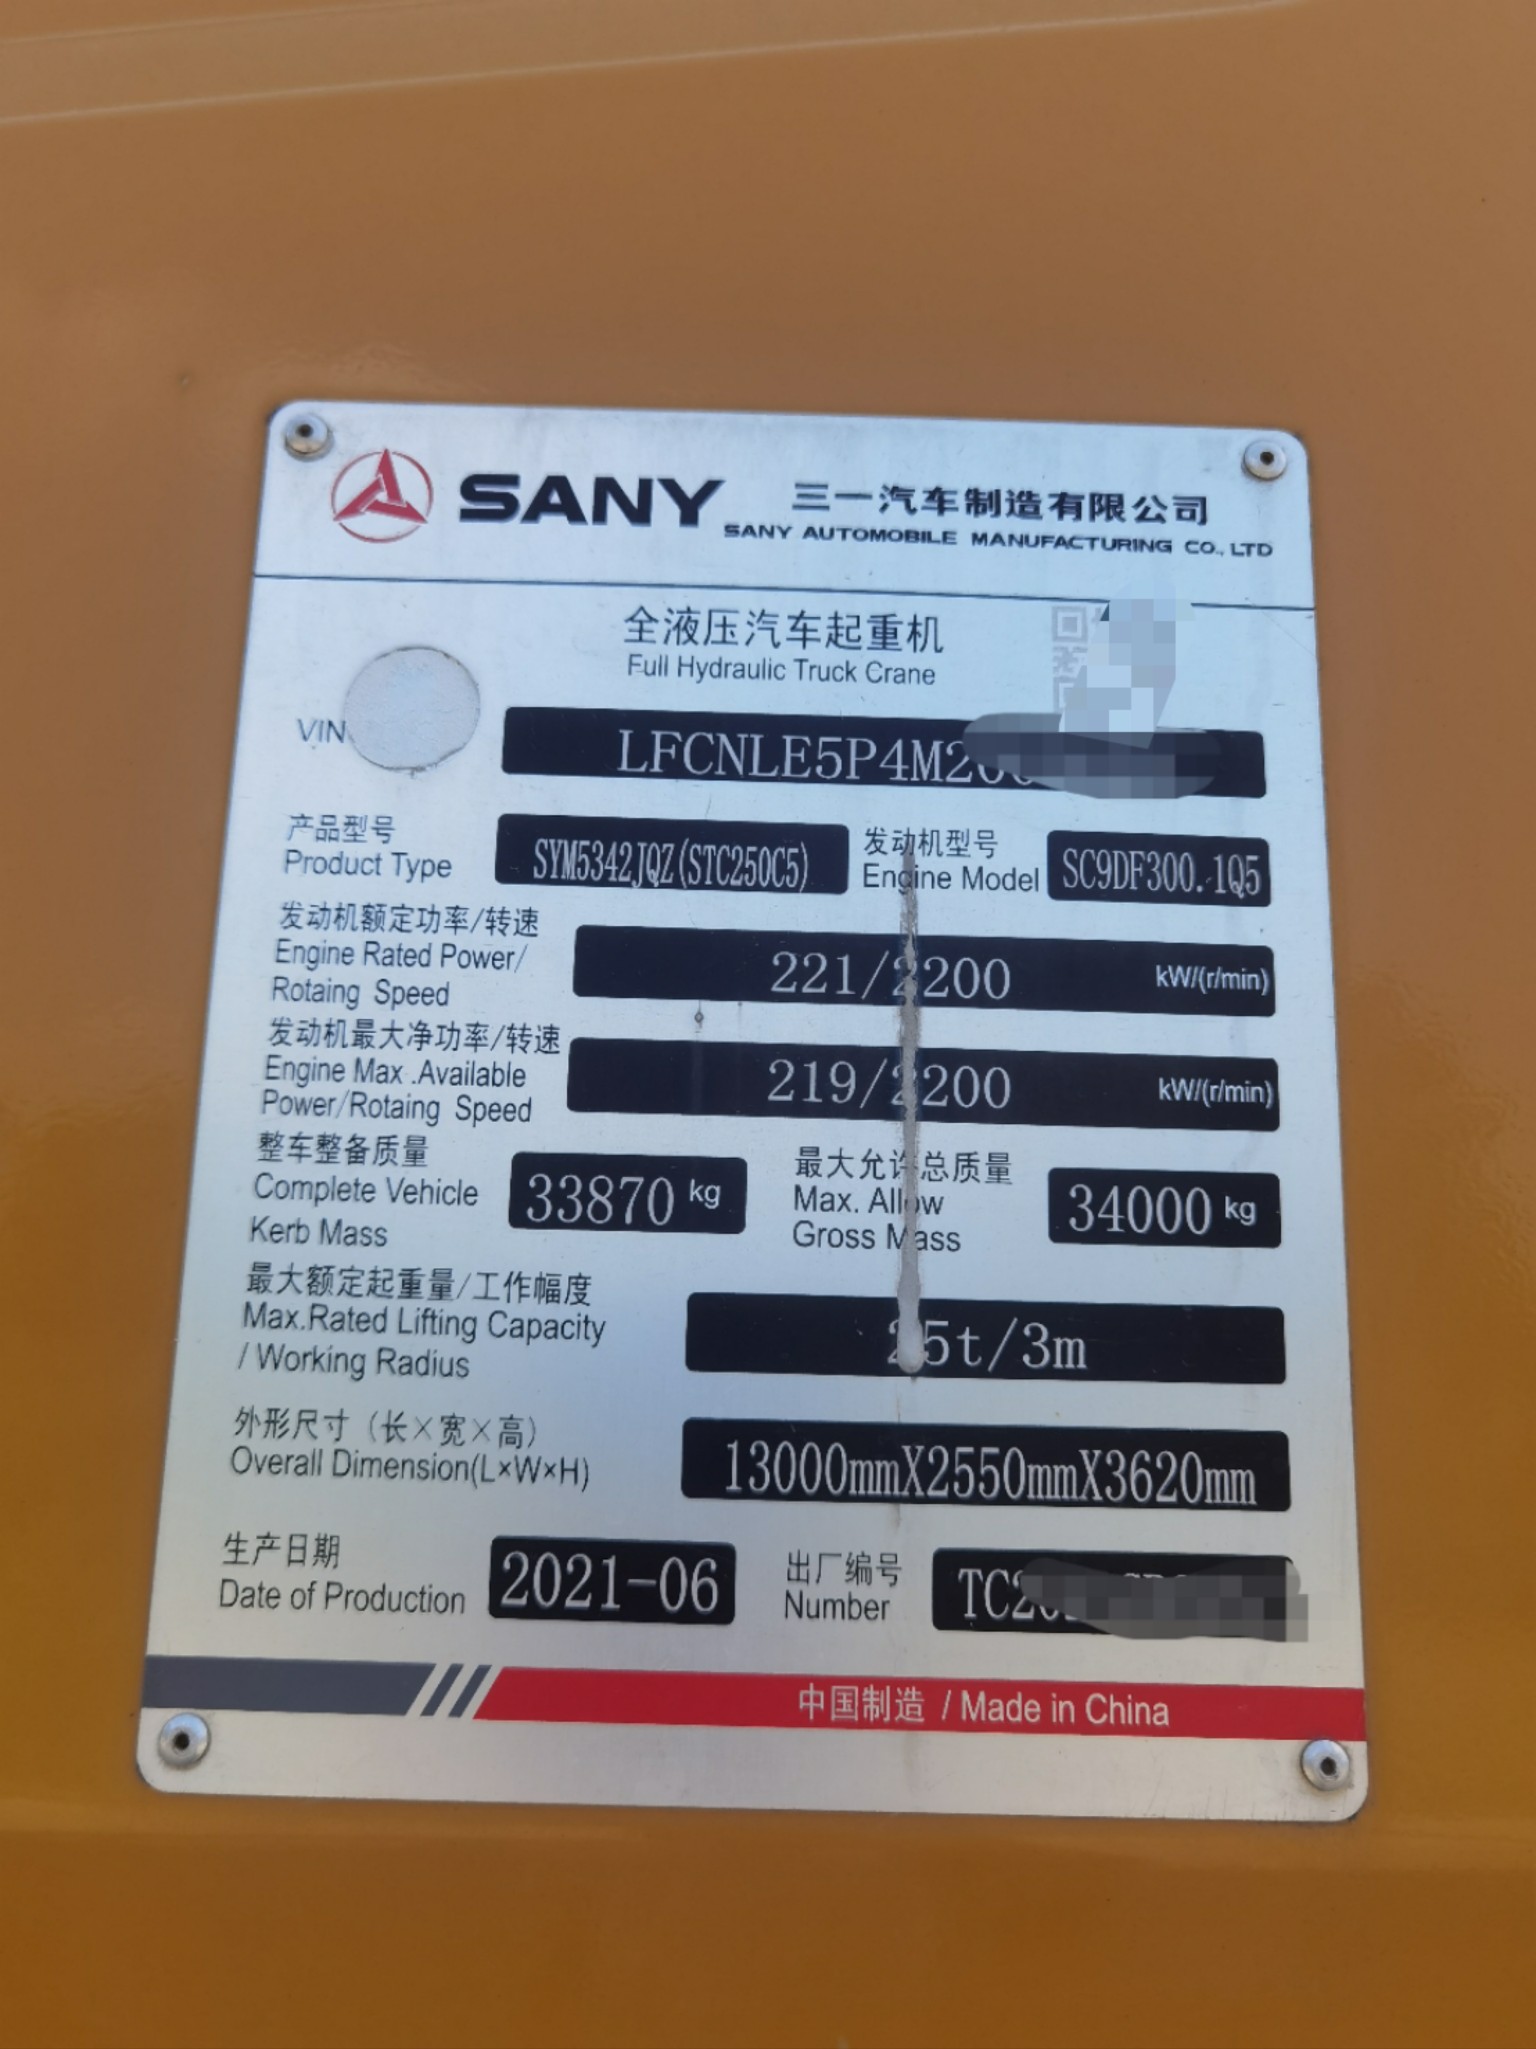 SANY 三一汽车制造有限公司
SANY AUTOMOBILE MANUFACTURING CO., LTD
全液压汽车起重机
Full Hydraulic Truck Crane
VIN LFCNLE5P4M2
产品型号 发动机型号
Product Type SYM5342JQZ(STC250C5) Engine Model SC9DF300.1Q5
发动机额定功率/转速
Engine Rated Power/ 221/2200 kW/(r/min)
Rotaing Speed
发动机最大净功率/转速
Engine Max .Available 219/2200 kW/(r/min)
Power/Rotaing Speed
整车整备质量 最大允许总质量
Complete Vehicle 33870 kg Max. Allow 34000 kg
Kerb Mass Gross Mass
最大额定起重量/工作幅度
Max.Rated Lifting Capacity 25t/3m
/ Working Radius
外形尺寸（长×宽×高）
Overall Dimension(L×W×H) 13000mmX2550mmX3620mm
生产日期 出厂编号
Date of Production 2021-06 Number TC2
中国制造 / Made in China